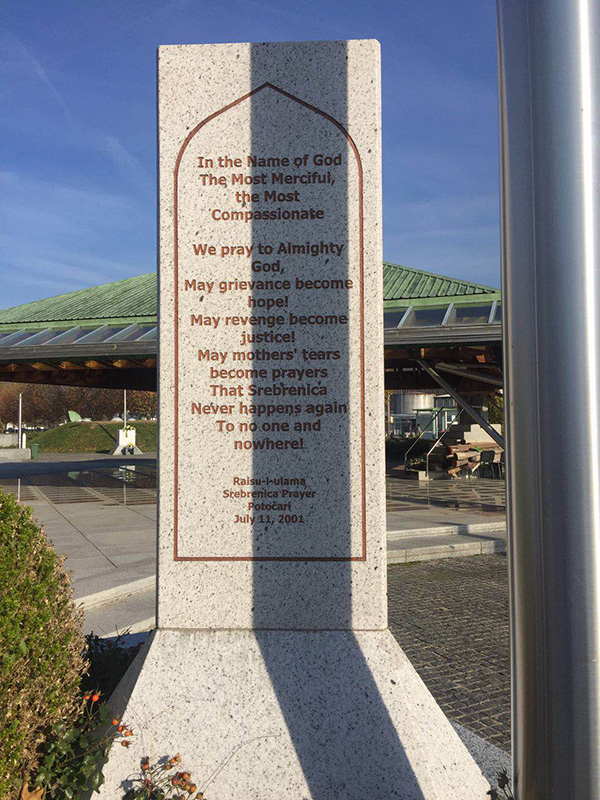 In the Name of God
The Most Merciful,
the Most
Compassionate
We pray to Almighty
God,
May grievance become
hope!
May revenge become
justice!
May mothers' tears
become prayers
That Srebrenica
Never happens again
To no one and
nowhere!
Raisu-l-ulama
Srebrenica Prayer
Potočari
July 11, 2001